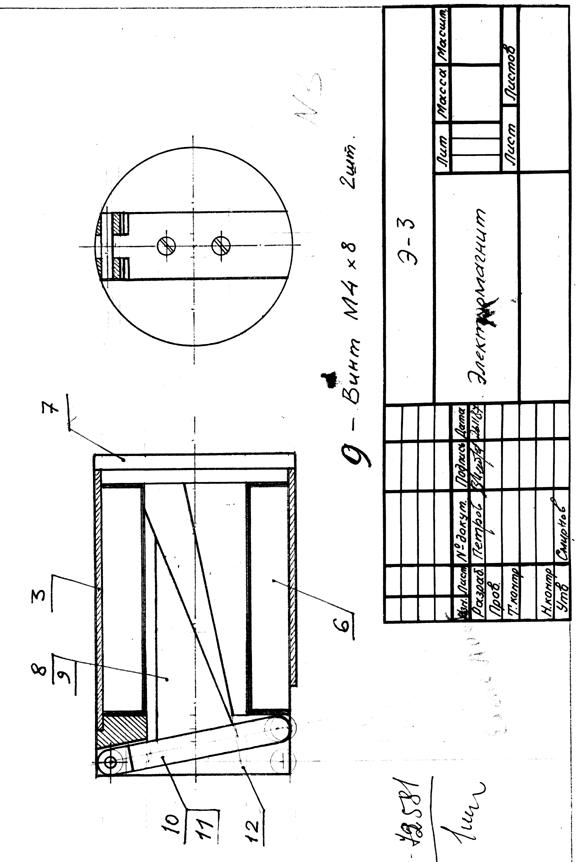 7
3
8
9
6
10
11
12
9 – Винт М4 × 8 2шт.
Э-3
Электромагнит
Лит Масса Масшт
Лист Листов
Изм. Лист № докум. Подпись Дата
Разраб. Петров
Пров.
Т.контр
Н.контр
Утв Смирнов
1шт